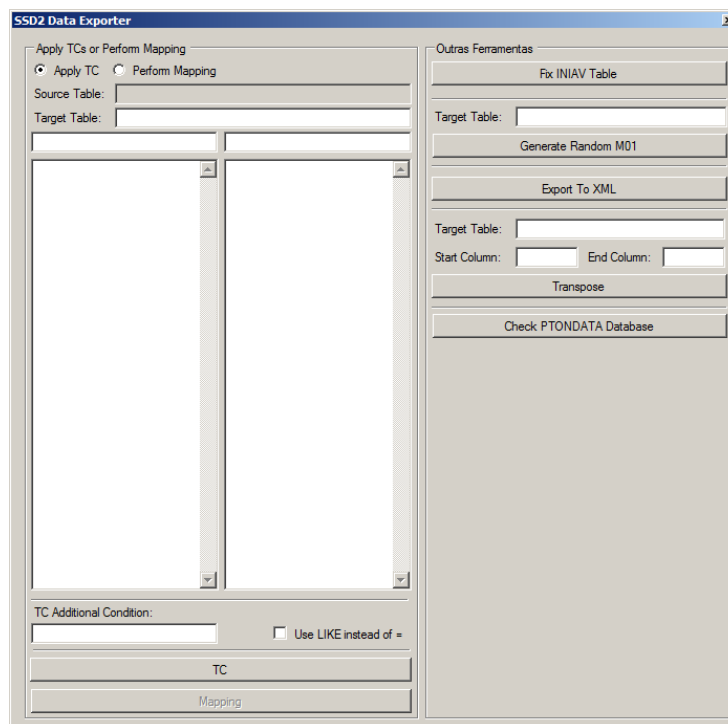 SSD2 Data Exporter
Apply TCs or Perform Mapping
Apply TC Perform Mapping
Source Table:
Target Table:
TC Additional Condition:
Use LIKE instead of =
TC
Mapping
Outras Ferramentas
Fix INIAV Table
Target Table:
Generate Random M01
Export To XML
Target Table:
Start Column: End Column:
Transpose
Check PTONDATA Database